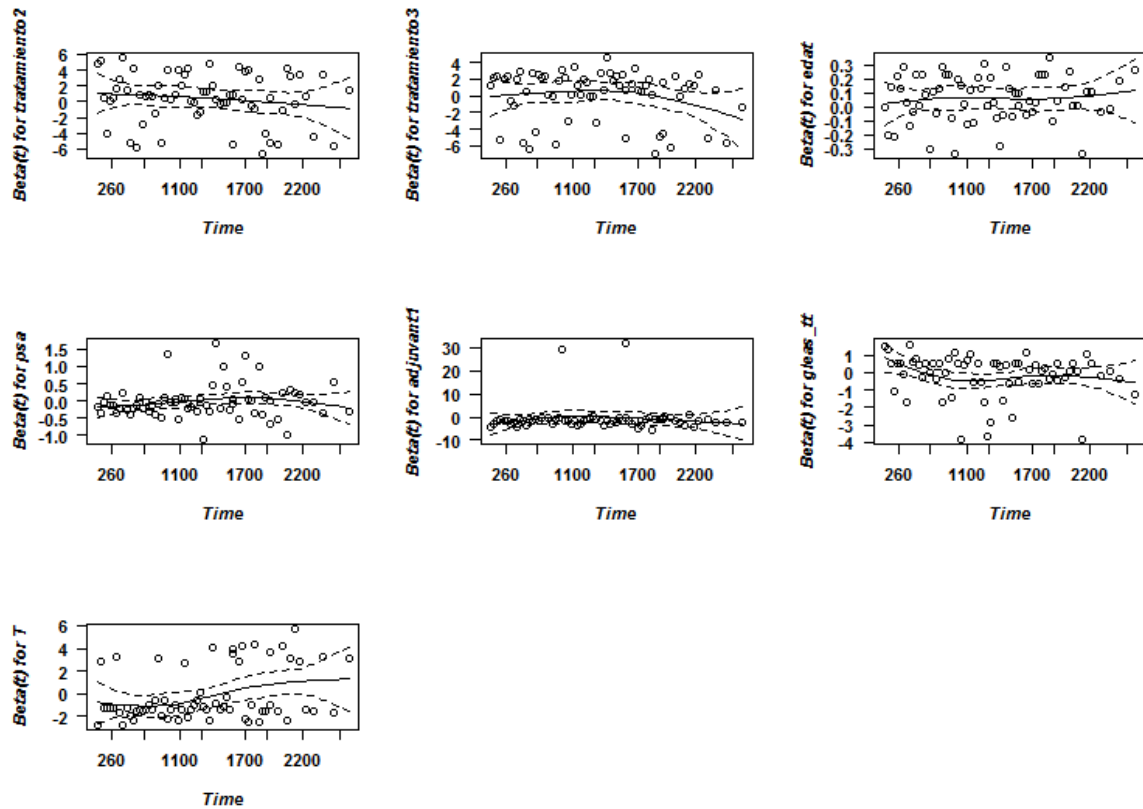 Beta(t) for tratamiento2
6
4
2
0
-2
-4
-6
260 1100 1700 2200
Time
Beta(t) for tratamiento3
4
2
0
-2
-4
-6
260 1100 1700 2200
Time
Beta(t) for edat
0.3
0.2
0.1
0.0
-0.1
-0.2
-0.3
260 1100 1700 2200
Time
Beta(t) for psa
1.5
1.0
0.5
0.0
-0.5
-1.0
260 1100 1700 2200
Time
Beta(t) for adjuvant1
30
20
10
0
-10
260 1100 1700 2200
Time
Beta(t) for gleas_tt
1
0
-1
-2
-3
-4
260 1100 1700 2200
Time
Beta(t) for T
6
4
2
0
-2
260 1100 1700 2200
Time